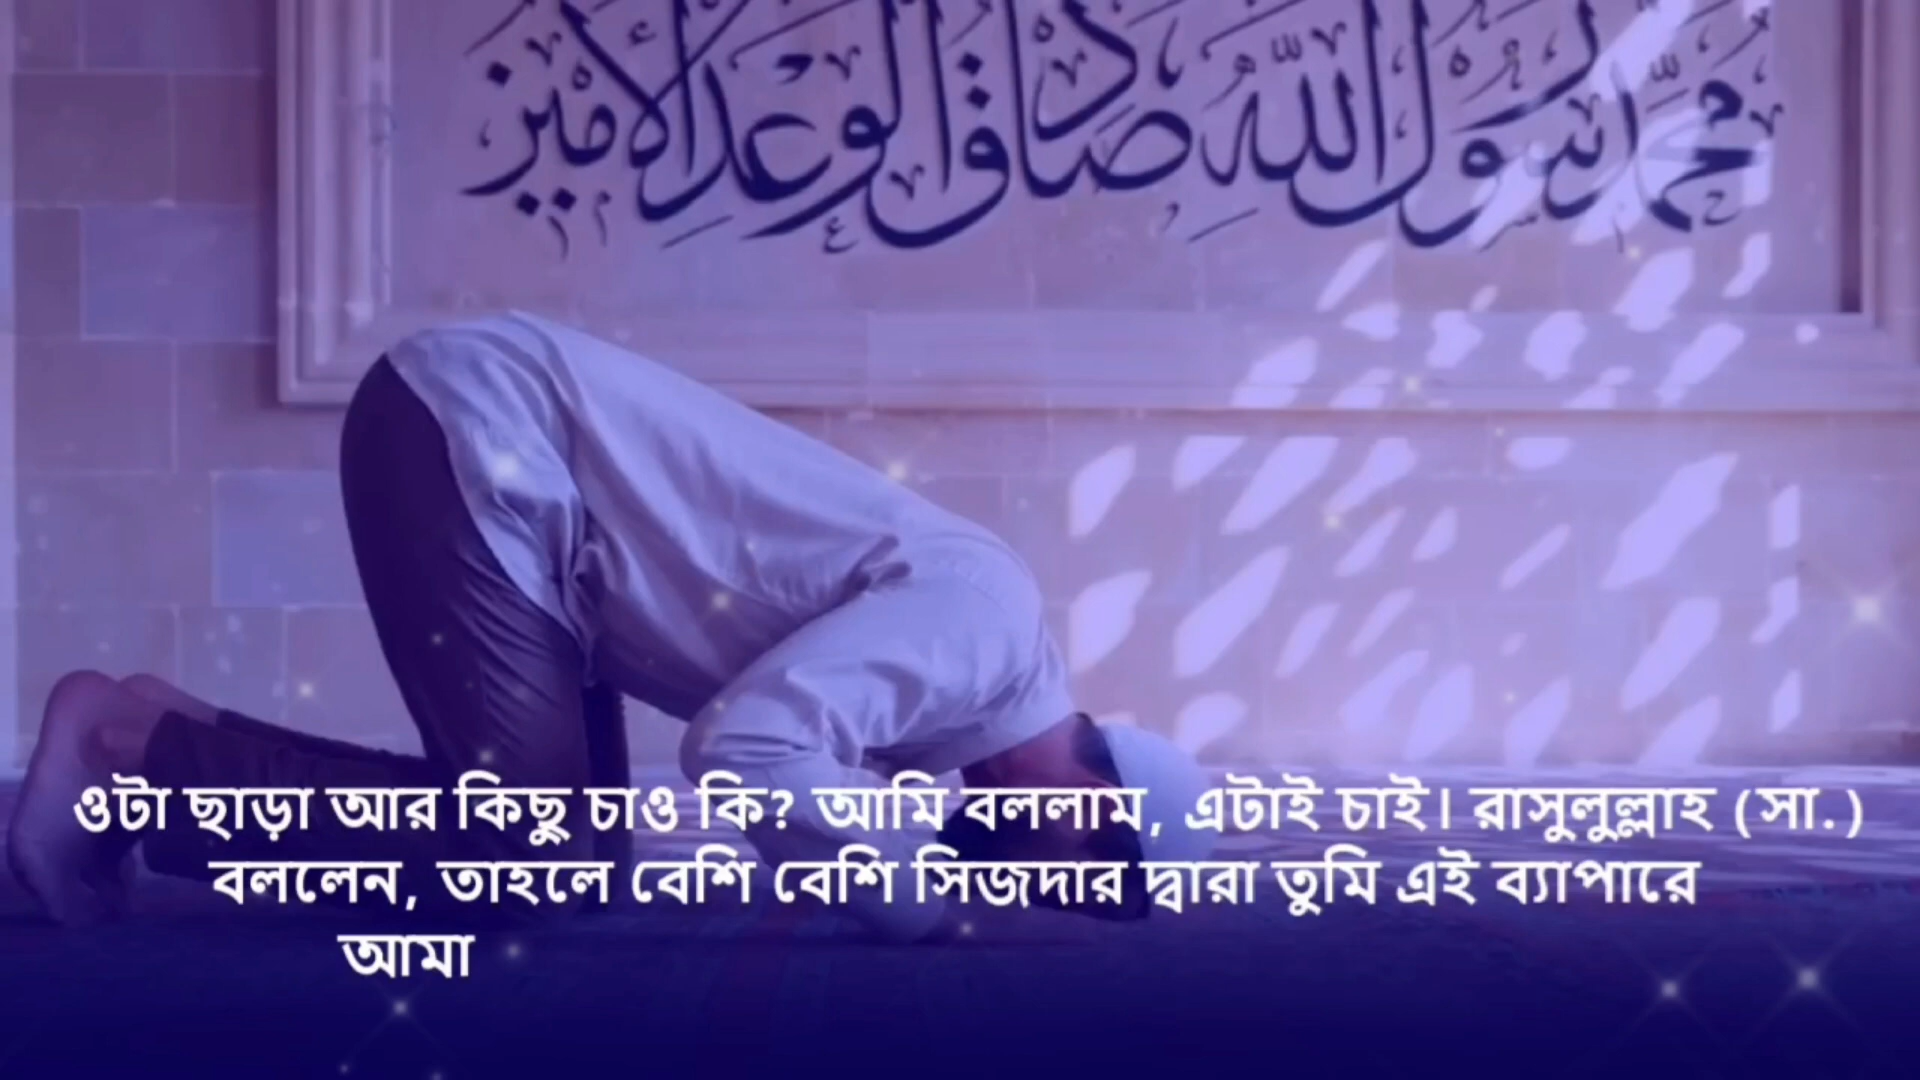 محمد رسول الله صادق الوعد الأمين
ওটা ছাড়া আর কিছু চাও কি? আমি বললাম, এটাই চাই। রাসুলুল্লাহ (সা.)
বললেন, তাহলে বেশি বেশি সিজদার দ্বারা তুমি এই ব্যাপারে
আমা